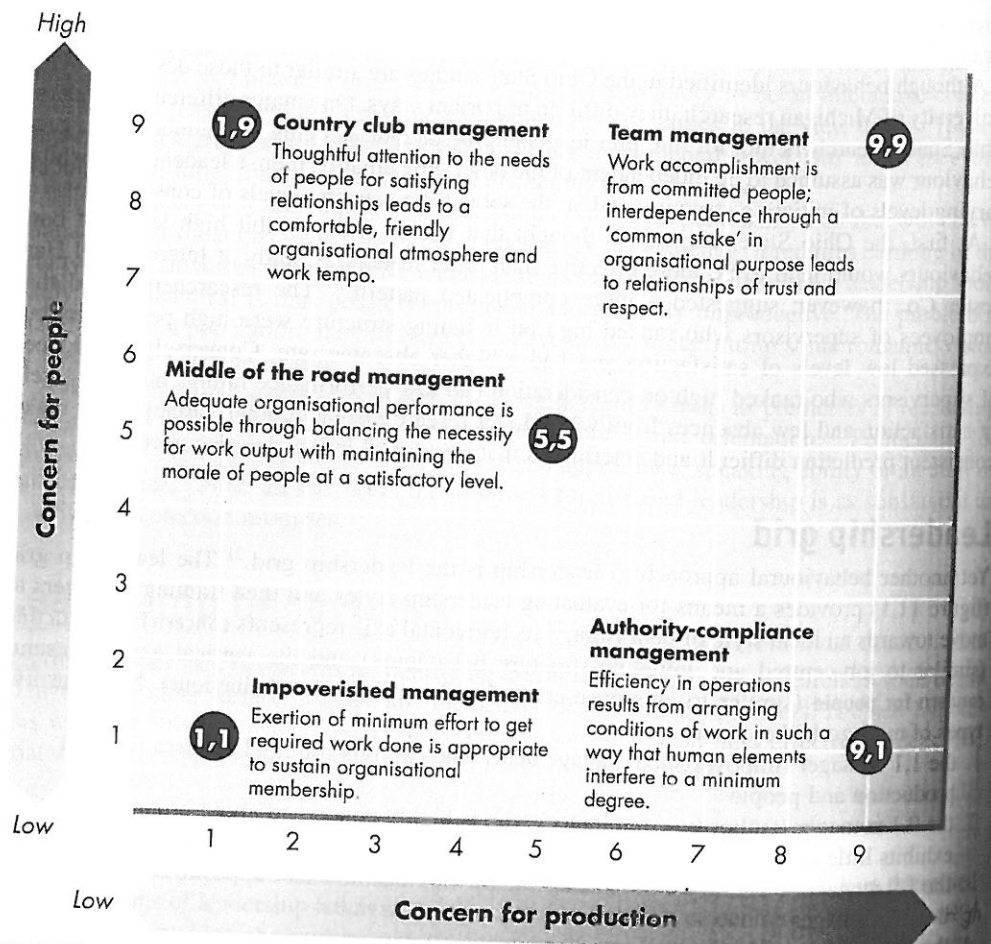 High
9
1,9
Country club management
Thoughtful attention to the needs
of people for satisfying
relationships leads to a
comfortable, friendly
organisational atmosphere and
work tempo.
Team management
9,9
Work accomplishment is
from committed people;
interdependence through a
‘common stake’ in
organisational purpose leads
to relationships of trust and
respect.
8
7
6
Concern for people
Middle of the road management
Adequate organisational performance is
possible through balancing the necessity
for work output with maintaining the
morale of people at a satisfactory level.
5,5
5
4
3
2
1
Impoverished management
1,1
Exertion of minimum effort to get
required work done is appropriate
to sustain organisational
membership.
Authority-compliance
management
Efficiency in operations
results from arranging
conditions of work in such a
way that human elements
interfere to a minimum
degree.
9,1
Low
1 2 3 4 5 6 7 8 9
Low
Concern for production